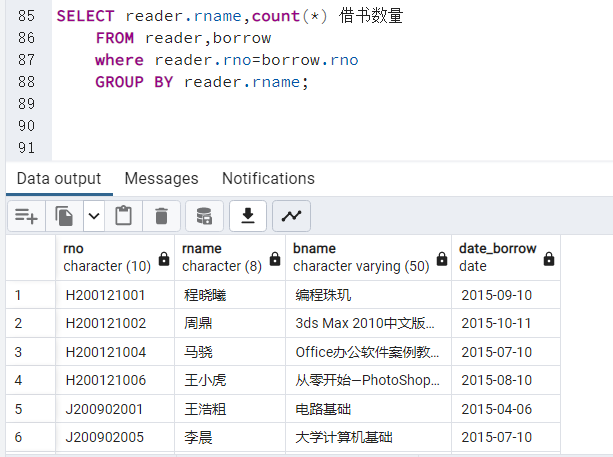 85 SELECT reader.rname,count(*) 借书数量
86 FROM reader,borrow
87 where reader.rno=borrow.rno
88 GROUP BY reader.rname;
89
90
91
Data output Messages Notifications
rno rname bname date_borrow
character (10) character (8) character varying (50) date
1 H200121001 程晓曦 编程珠玑 2015-09-10
2 H200121002 周鼎 3ds Max 2010中文版... 2015-10-11
3 H200121004 马骁 Office办公软件案例教... 2015-07-10
4 H200121006 王小虎 从零开始—PhotoShop... 2015-08-10
5 J200902001 王浩粗 电路基础 2015-04-06
6 J200902005 李晨 大学计算机基础 2015-07-10